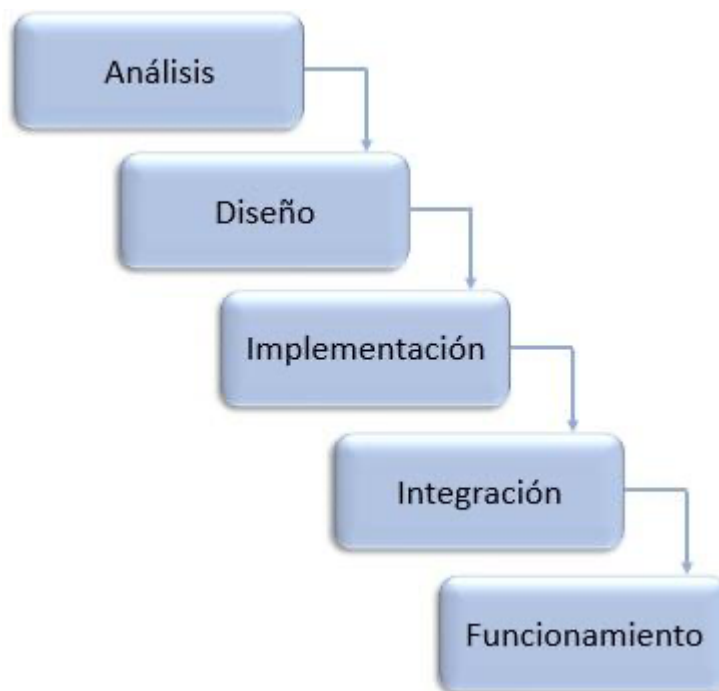 Análisis
Diseño
Implementación
Integración
Funcionamiento